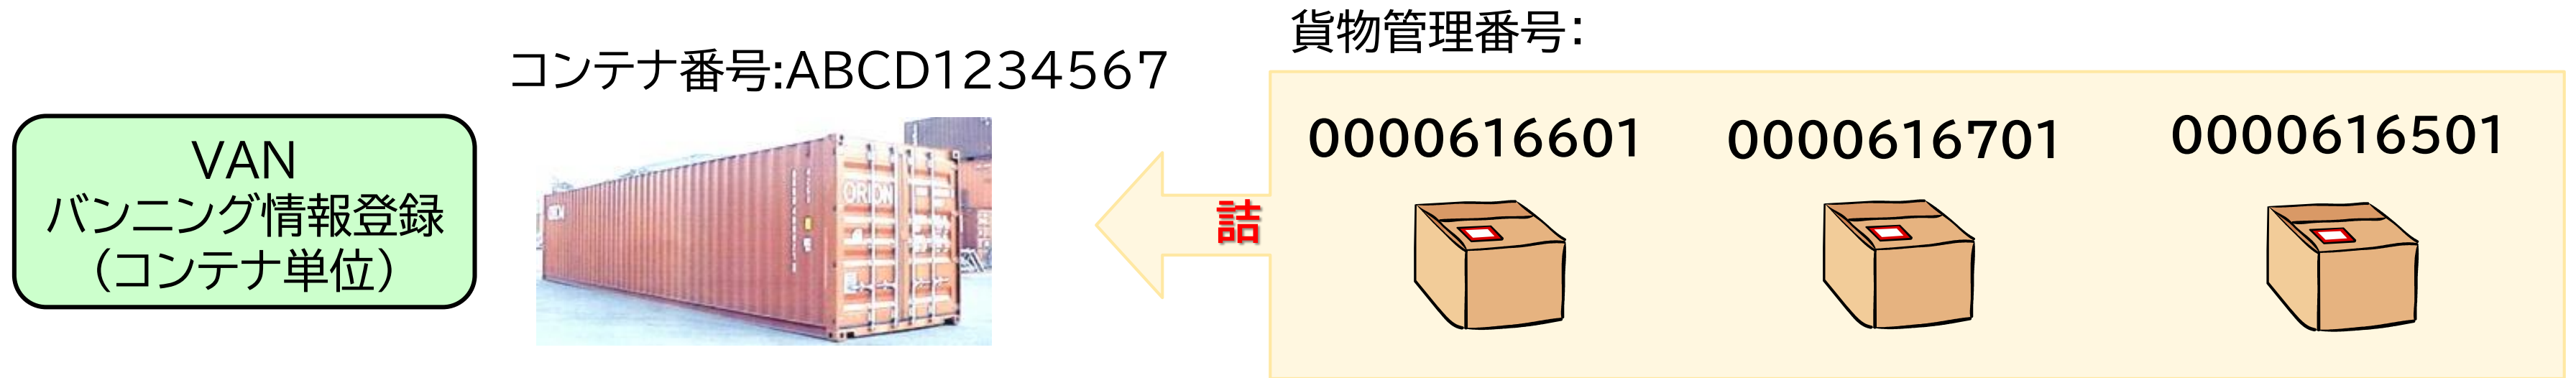 貨物管理番号:
コンテナ番号:ABCD1234567
VAN
バンニング情報登録
(コンテナ単位)
0000616601
0000616701
0000616501
詰
ORION